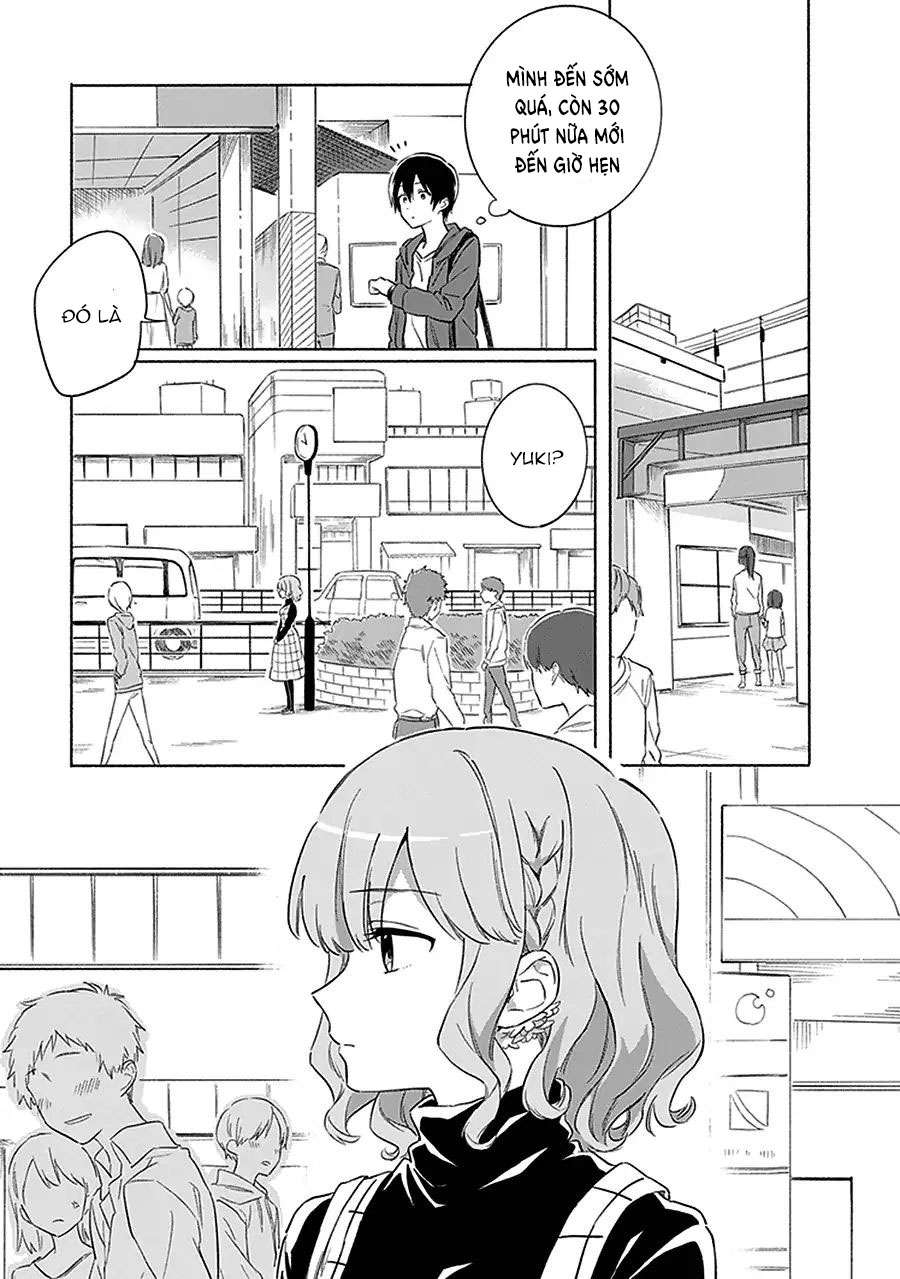 MÌNH ĐẾN SỚM
QUÁ, CÒN 30
PHÚT NỮA MỚI
ĐẾN GIỜ HẸN
ĐÓ LÀ
YUKI?